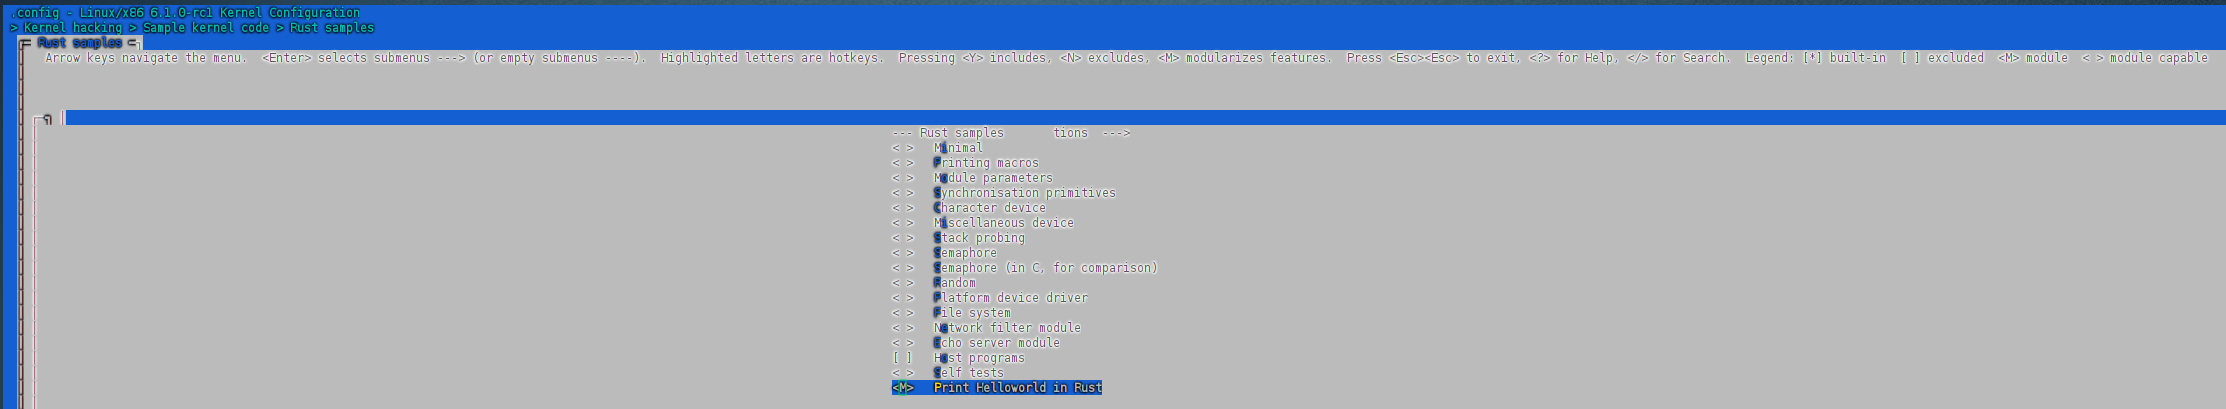 .config - Linux/x86 6.1.0-rc1 Kernel Configuration
> Kernel hacking > Sample kernel code > Rust samples
Rust samples
Arrow keys navigate the menu.  <Enter> selects submenus ---> (or empty submenus ----).  Highlighted letters are hotkeys.  Pressing <Y> includes, <N> excludes, <M> modularizes features.  Press <Esc><Esc> to exit, <?> for Help, </> for Search.  Legend: [*] built-in  [ ] excluded  <M> module  < > module capable
--- Rust samples       tions  --->
< >   Minimal
< >   Printing macros
< >   Module parameters
< >   Synchronisation primitives
< >   Character device
< >   Miscellaneous device
< >   Stack probing
< >   Semaphore
< >   Semaphore (in C, for comparison)
< >   Random
< >   Platform device driver
< >   File system
< >   Network filter module
< >   Echo server module
[ ]   Host programs
< >   Self tests
<M>   Print Helloworld in Rust